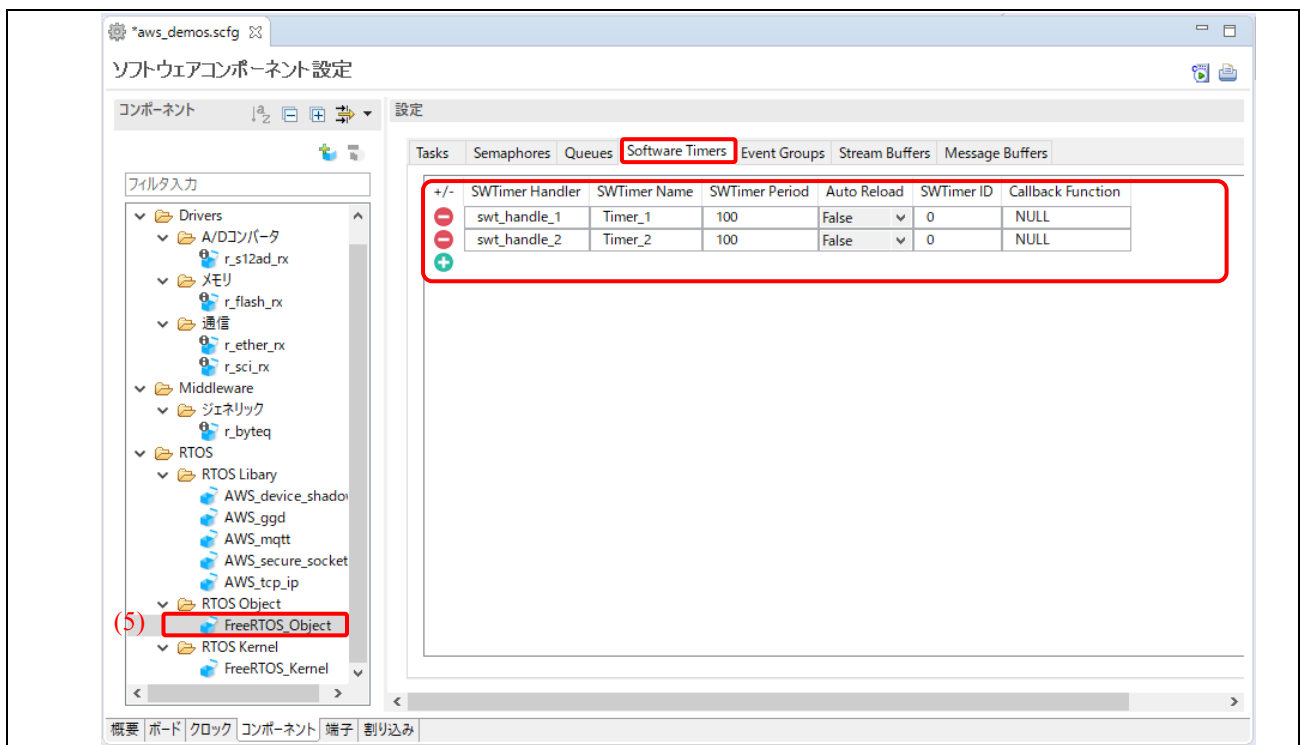 *aws_demos.scfg
ソフトウェアコンポーネント設定
コンポーネント
設定
フィルタ入力
Drivers
A/Dコンバータ
r_s12ad_rx
メモリ
r_flash_rx
通信
r_ether_rx
r_sci_rx
Middleware
ジェネリック
r_byteq
RTOS
RTOS Libary
AWS_device_shadow
AWS_ggd
AWS_mqtt
AWS_secure_socket
AWS_tcp_ip
RTOS Object
(5) FreeRTOS_Object
RTOS Kernel
FreeRTOS_Kernel
Tasks Semaphores Queues Software Timers Event Groups Stream Buffers Message Buffers
+/- SWTimer Handler SWTimer Name SWTimer Period Auto Reload SWTimer ID Callback Function
swt_handle_1 Timer_1 100 False 0 NULL
swt_handle_2 Timer_2 100 False 0 NULL
概要 ボード クロック コンポーネント 端子 割り込み